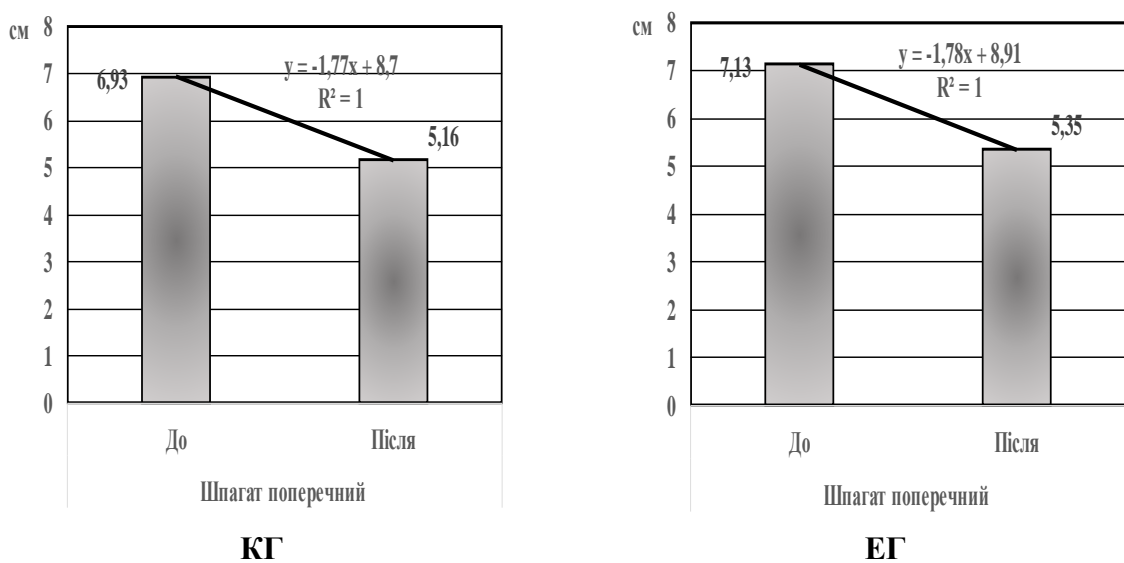 см
8
7
6
5
4
3
2
1
0
6,93
y = -1,77x + 8,7
R² = 1
5,16
До
Після
Шпагат поперечний
КГ
см
8
7
6
5
4
3
2
1
0
7,13
y = -1,78x + 8,91
R² = 1
5,35
До
Після
Шпагат поперечний
ЕГ